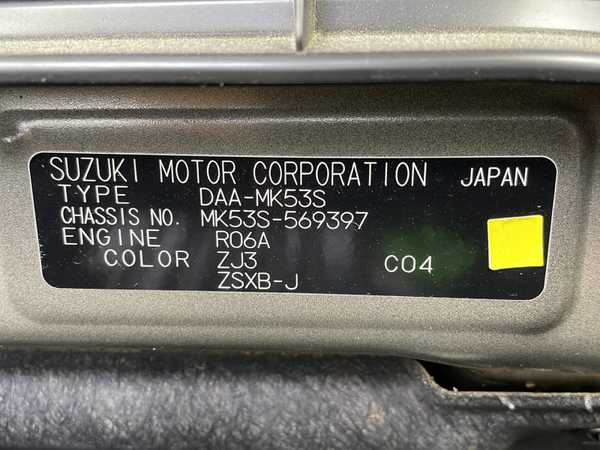 SUZUKI MOTOR CORPORATION JAPAN
TYPE DAA-MK53S
CHASSIS NO. MK53S-569397
ENGINE R06A
COLOR ZJ3 C04
ZSXB-J